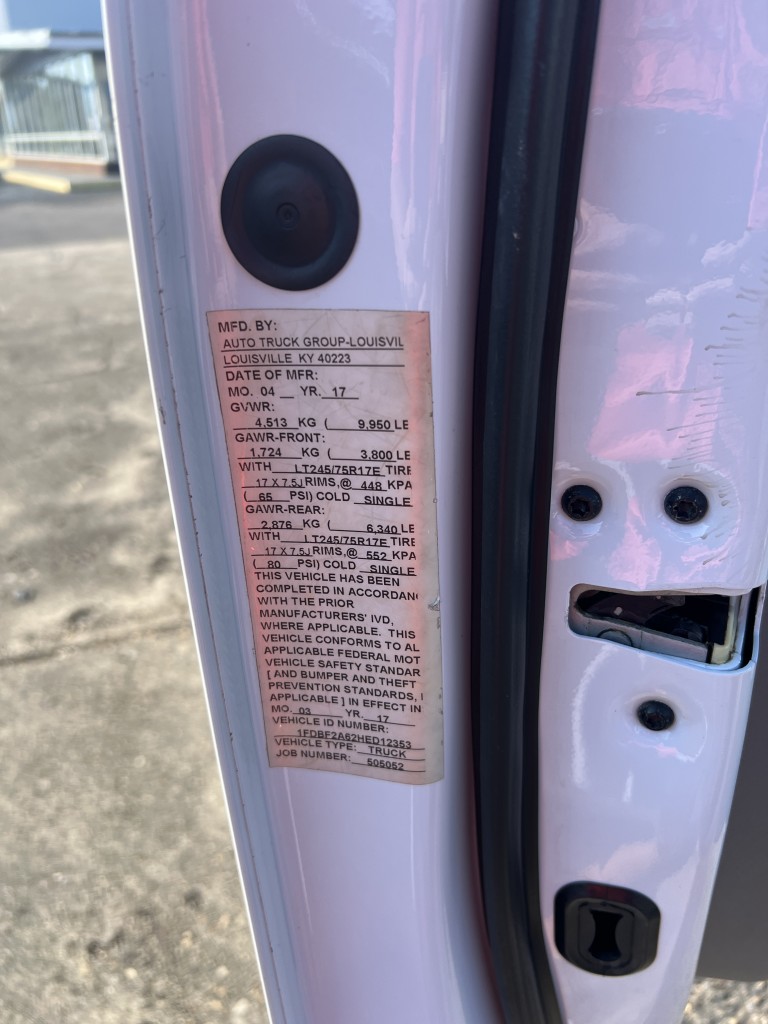 MFD. BY:
AUTO TRUCK GROUP-LOUISVIL
LOUISVILLE KY 40223
DATE OF MFR:
MO. 04 YR. 17
GVWR:
4,513 KG ( 9,950 LE
GAWR-FRONT:
1,724 KG ( 3,800 LE
WITH LT245/75R17E TIRE
17 X 7.5J RIMS,@ 448 KPA
( 65 PSI) COLD SINGLE
GAWR-REAR:
2,876 KG ( 6,340 LE
WITH LT245/75R17E TIRE
17 X 7.5J RIMS,@ 552 KPA
( 80 PSI) COLD SINGLE
THIS VEHICLE HAS BEEN
COMPLETED IN ACCORDAN
WITH THE PRIOR
MANUFACTURERS' IVD,
WHERE APPLICABLE. THIS
VEHICLE CONFORMS TO AL
APPLICABLE FEDERAL MOT
VEHICLE SAFETY STANDAR
[ AND BUMPER AND THEFT
PREVENTION STANDARDS, I
APPLICABLE ] IN EFFECT IN
MO. 03 YR. 17
VEHICLE ID NUMBER:
1FDBF2A62HED12353
VEHICLE TYPE: TRUCK
JOB NUMBER: 505052